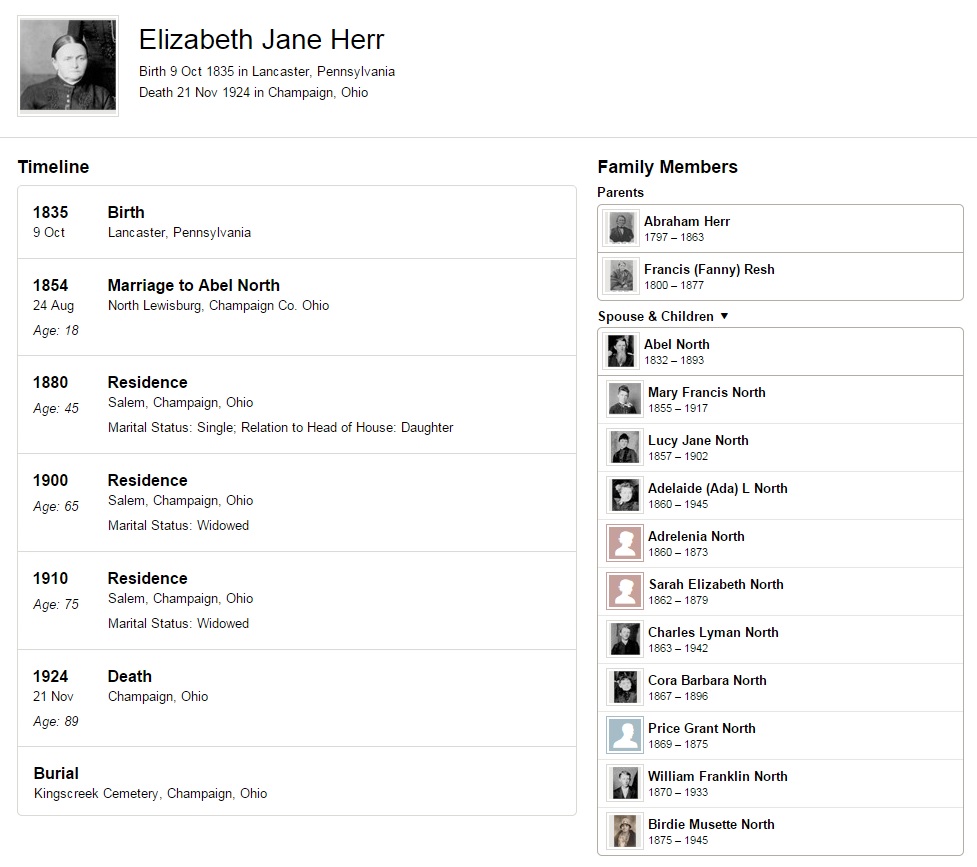 Elizabeth Jane Herr
Birth 9 Oct 1835 in Lancaster, Pennsylvania
Death 21 Nov 1924 in Champaign, Ohio
Timeline
1835 Birth
9 Oct Lancaster, Pennsylvania
1854 Marriage to Abel North
24 Aug North Lewisburg, Champaign Co. Ohio
Age: 18
1880 Residence
Salem, Champaign, Ohio
Age: 45
Marital Status: Single; Relation to Head of House: Daughter
1900 Residence
Salem, Champaign, Ohio
Age: 65
Marital Status: Widowed
1910 Residence
Salem, Champaign, Ohio
Age: 75
Marital Status: Widowed
1924 Death
21 Nov Champaign, Ohio
Age: 89
Burial
Kingscreek Cemetery, Champaign, Ohio
Family Members
Parents
Abraham Herr
1797 – 1863
Francis (Fanny) Resh
1800 – 1877
Spouse & Children ▼
Abel North
1832 – 1893
Mary Francis North
1855 – 1917
Lucy Jane North
1857 – 1902
Adelaide (Ada) L North
1860 – 1945
Adrelenia North
1860 – 1873
Sarah Elizabeth North
1862 – 1879
Charles Lyman North
1863 – 1942
Cora Barbara North
1867 – 1896
Price Grant North
1869 – 1875
William Franklin North
1870 – 1933
Birdie Musette North
1875 – 1945